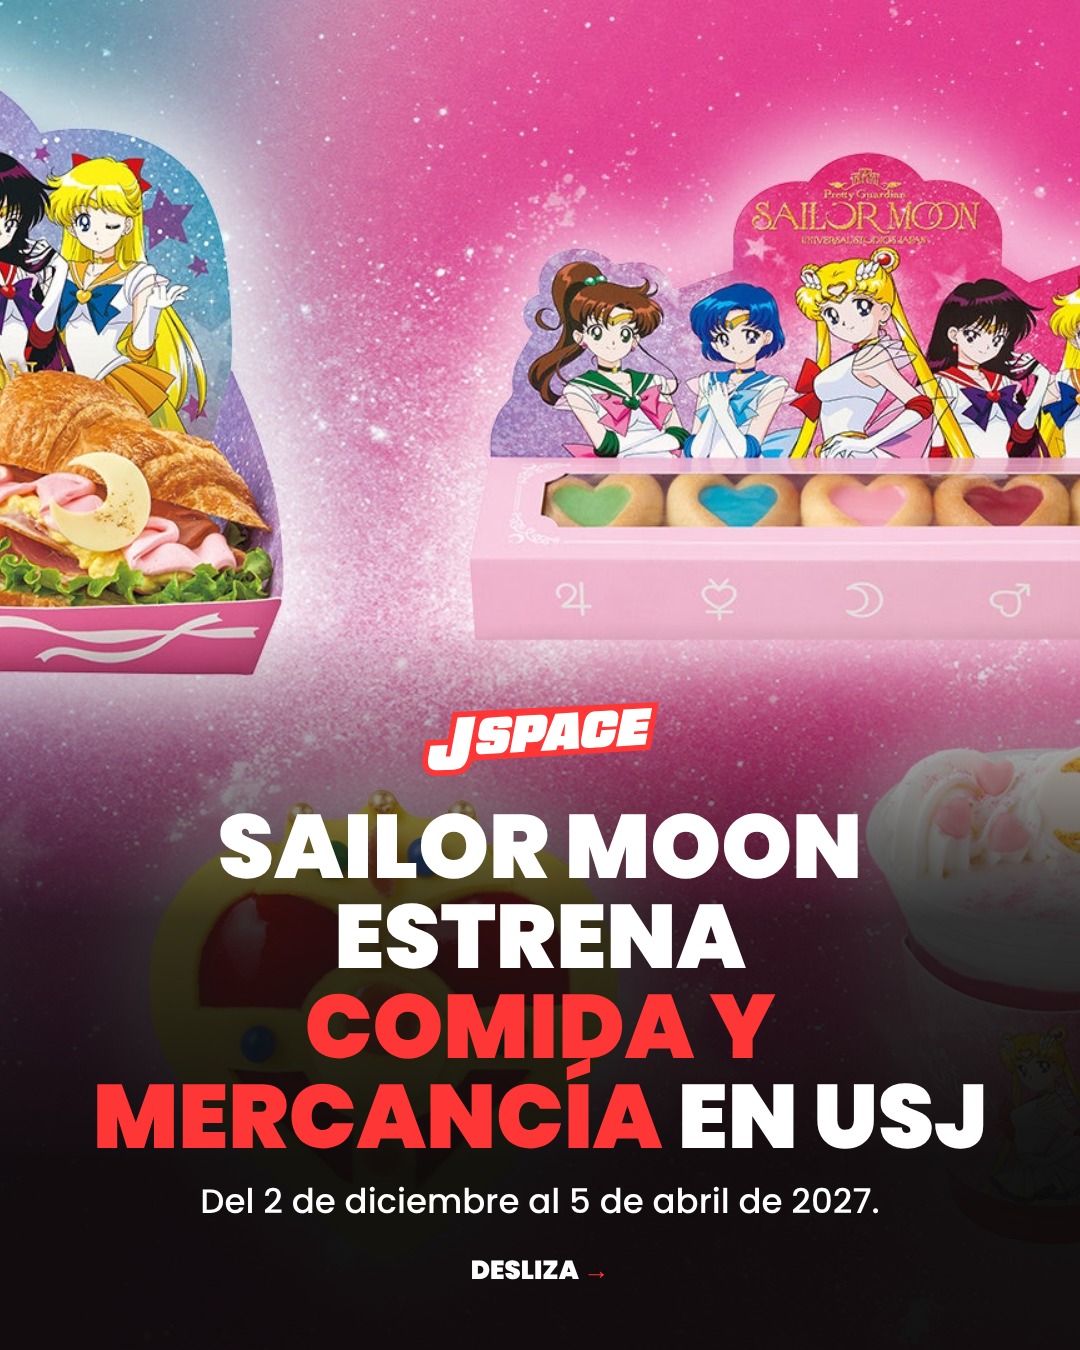 Pretty Guardian
SAILOR MOON
UNIVERSAL STUDIOS JAPAN
JSPACE
SAILOR MOON
ESTRENA
COMIDA Y
MERCANCÍA EN USJ
Del 2 de diciembre al 5 de abril de 2027.
DESLIZA →